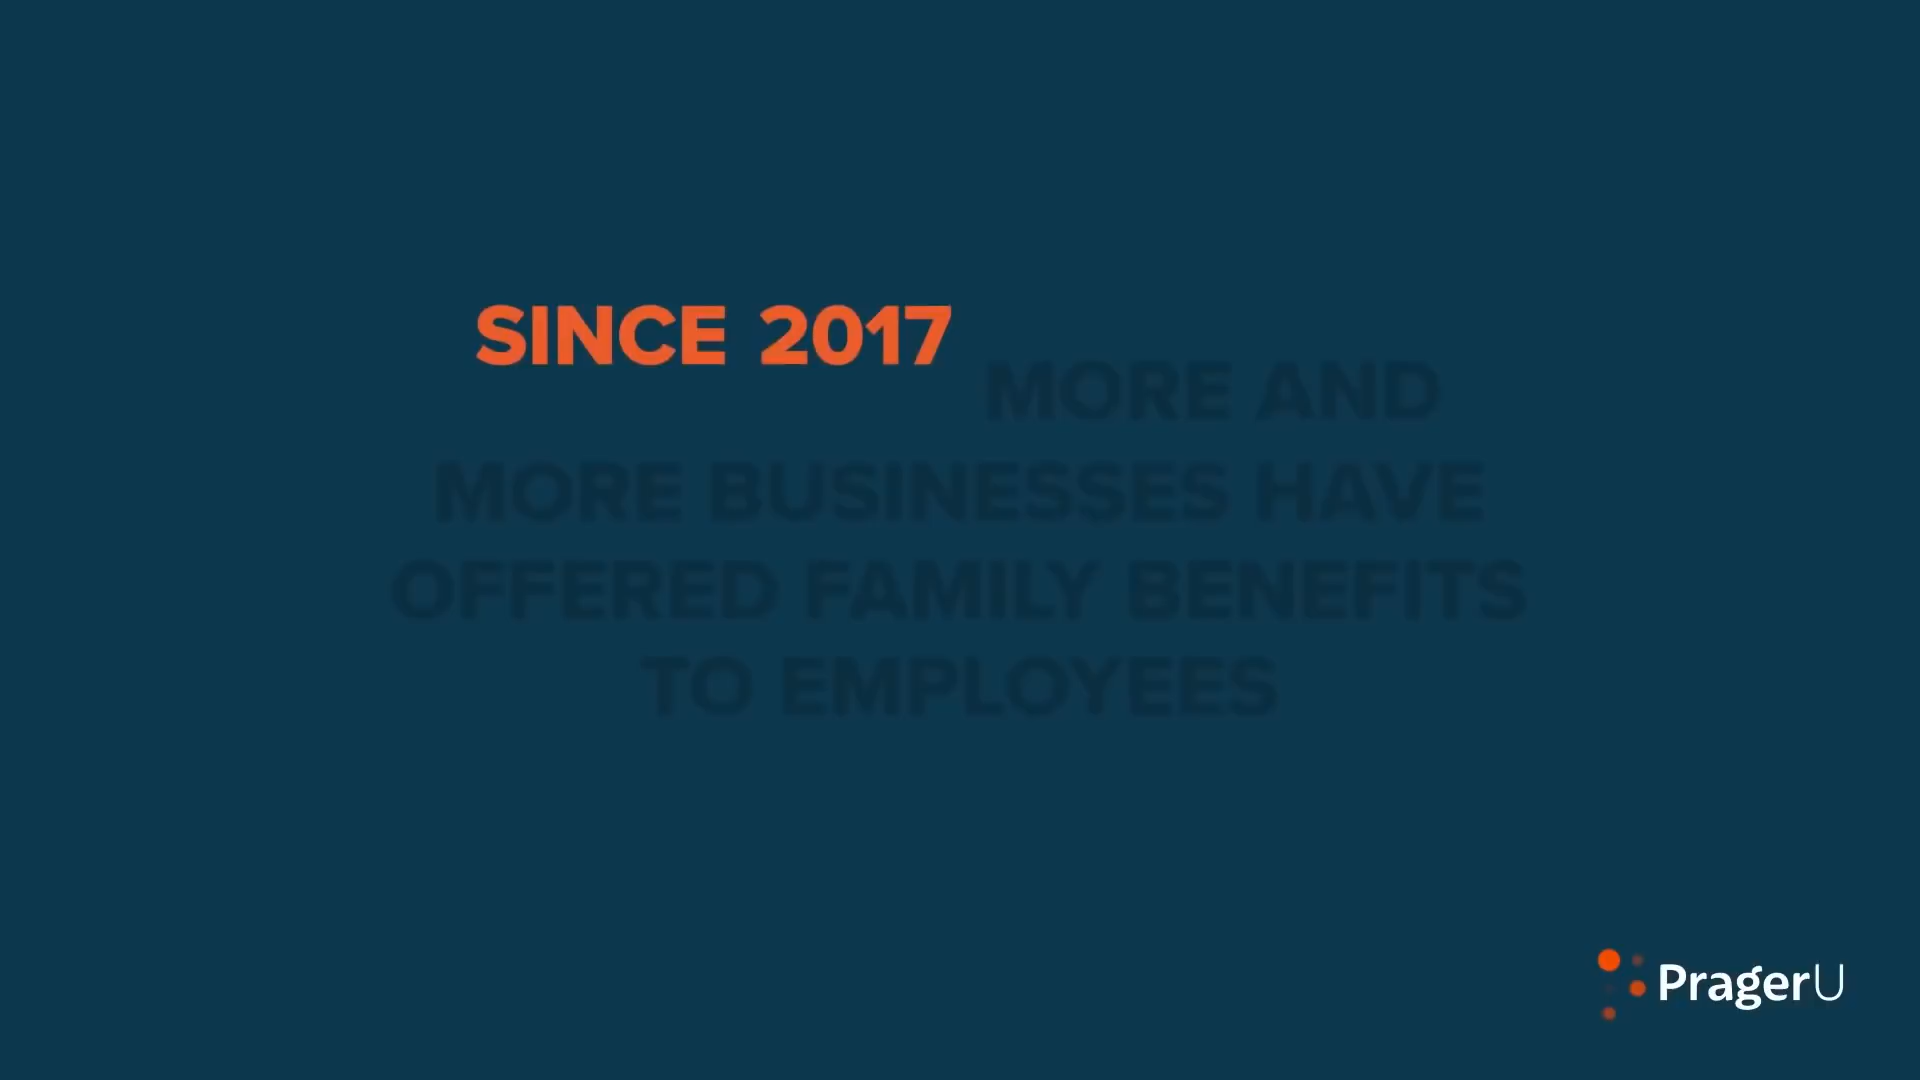 SINCE 2017
MORE AND
MORE BUSINESSES HAVE
OFFERED FAMILY BENEFITS
TO EMPLOYEES
PragerU